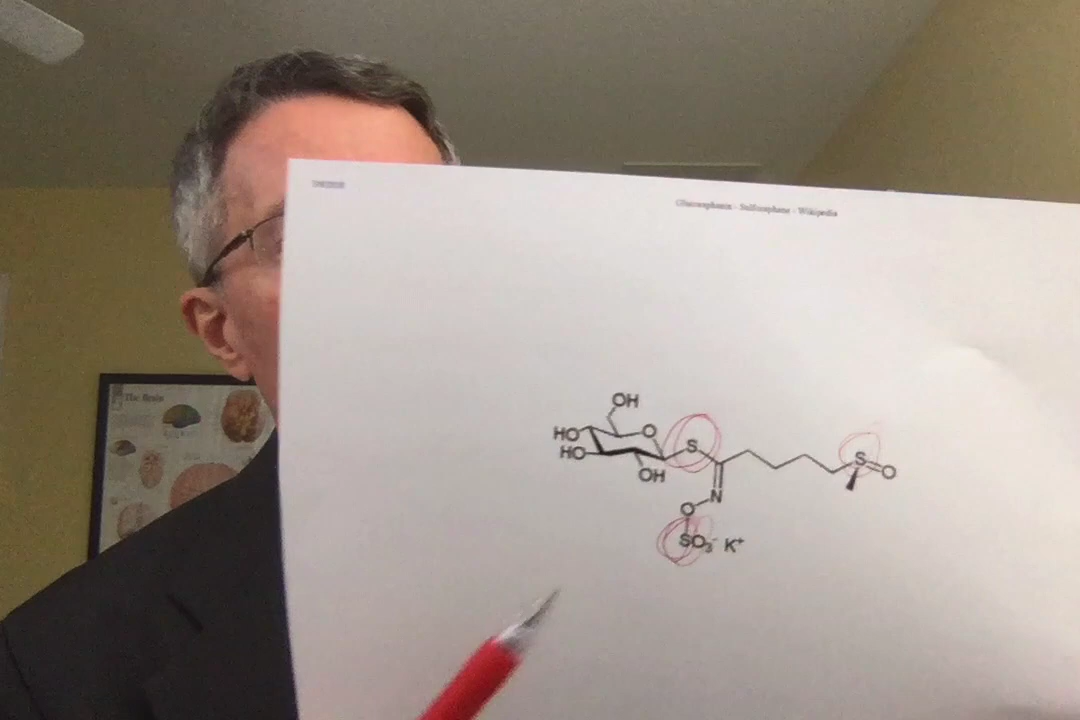 Glucoraphanin - Sulforaphane - Wikipedia
The Brain
OH
HO
O
S
HO
OH
S
O
N
O
SO₃⁻ K⁺